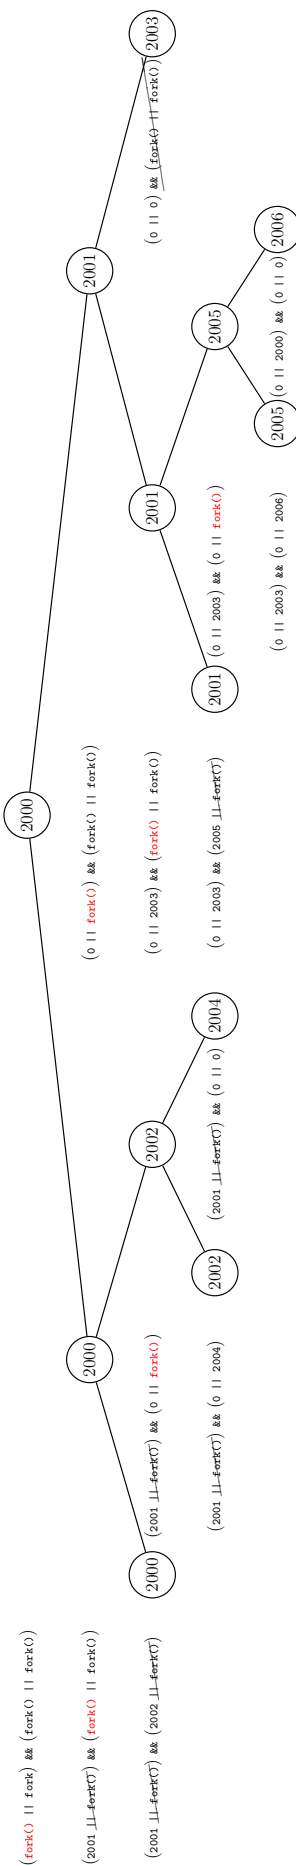 (fork() || fork) && (fork() || fork())
2000
(2001 || fork()) && (fork() || fork())
2000
(0 || fork()) && (fork() || fork())
2001
(2001 || fork()) && (2002 || fork())
2000
(2001 || fork()) && (0 || fork())
2002
(0 || 2003) && (fork() || fork())
2001
(0 || 0) && (fork() || fork())
2003
(2001 || fork()) && (0 || 2004)
2002
(2001 || fork()) && (0 || 0)
2004
(0 || 2003) && (2005 || fork())
2001
(0 || 2003) && (0 || fork())
2005
(0 || 2003) && (0 || 2006)
2005
(0 || 2000) && (0 || 0)
2006